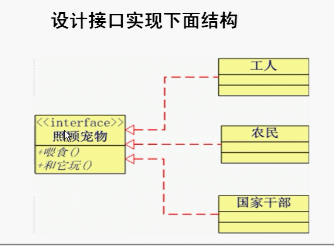 设计接口实现下面结构
工人
<<interface>>
照顾宠物
+喂食()
+和它玩()
农民
国家干部